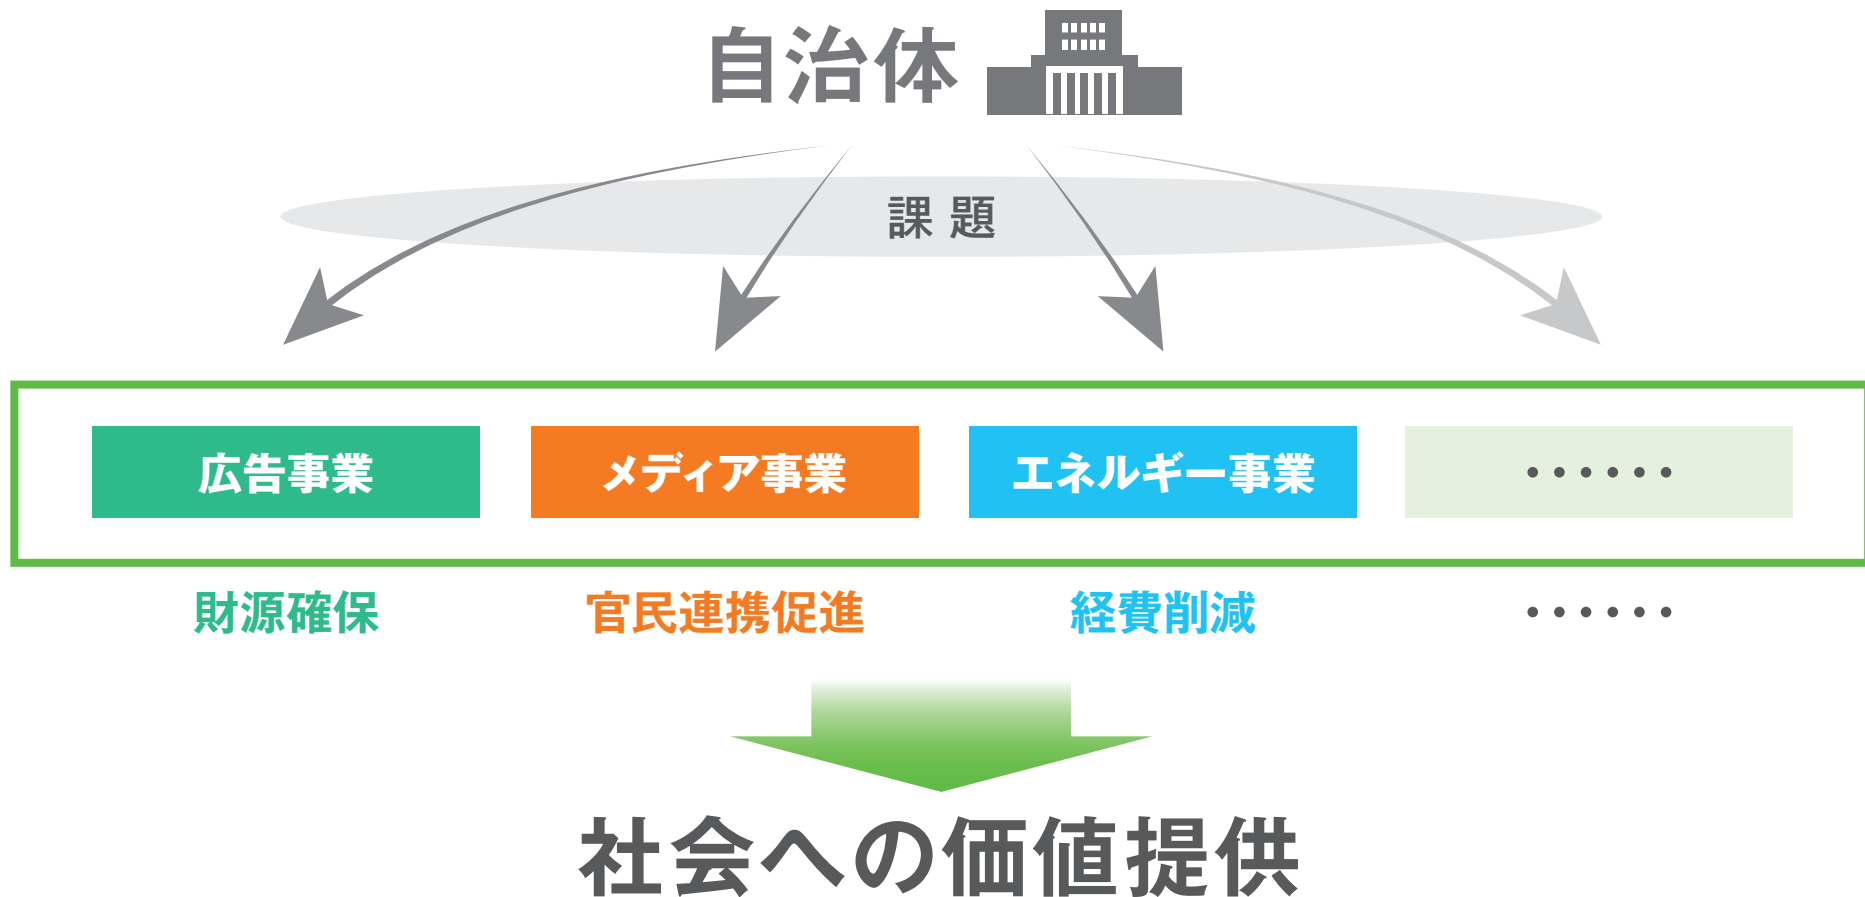 自治体
課題
広告事業
メディア事業
エネルギー事業
・・・・・・
財源確保
官民連携促進
経費削減
・・・・・・
社会への価値提供